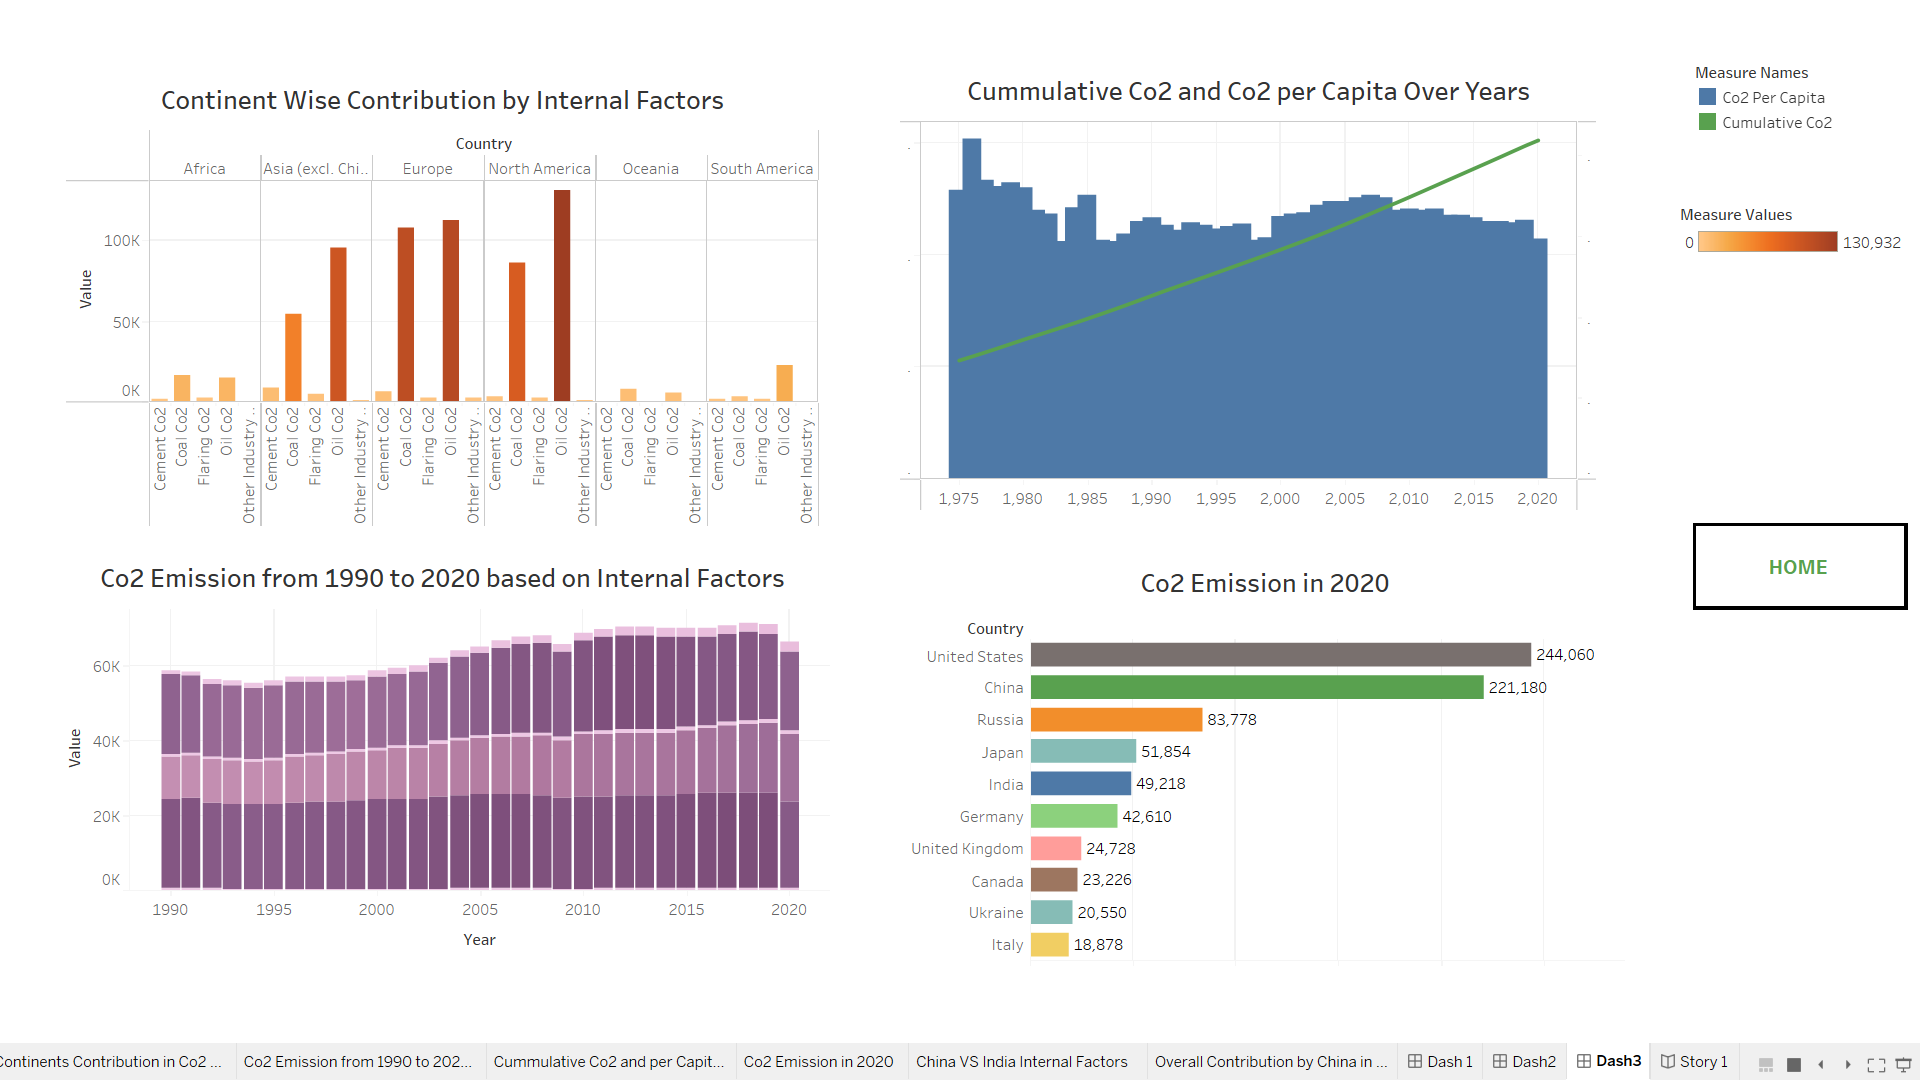 Continent Wise Contribution by Internal Factors
Country
Africa
Asia (excl. Chi..
Europe
North America
Oceania
South America
Value
100K
50K
0K
Cement Co2
Coal Co2
Flaring Co2
Oil Co2
Other Industry ..
Cement Co2
Coal Co2
Flaring Co2
Oil Co2
Other Industry ..
Cement Co2
Coal Co2
Flaring Co2
Oil Co2
Other Industry ..
Cement Co2
Coal Co2
Flaring Co2
Oil Co2
Other Industry ..
Cement Co2
Coal Co2
Flaring Co2
Oil Co2
Other Industry ..
Cement Co2
Coal Co2
Flaring Co2
Oil Co2
Other Industry ..
Cummulative Co2 and Co2 per Capita Over Years
1,975 1,980 1,985 1,990 1,995 2,000 2,005 2,010 2,015 2,020
Measure Names
Co2 Per Capita
Cumulative Co2
Measure Values
0 130,932
HOME
Co2 Emission from 1990 to 2020 based on Internal Factors
Value
60K
40K
20K
0K
1990 1995 2000 2005 2010 2015 2020
Year
Co2 Emission in 2020
Country
United States 244,060
China 221,180
Russia 83,778
Japan 51,854
India 49,218
Germany 42,610
United Kingdom 24,728
Canada 23,226
Ukraine 20,550
Italy 18,878
Continents Contribution in Co2 ...
Co2 Emission from 1990 to 202...
Cummulative Co2 and per Capit...
Co2 Emission in 2020
China VS India Internal Factors
Overall Contribution by China in ...
Dash 1
Dash2
Dash3
Story 1